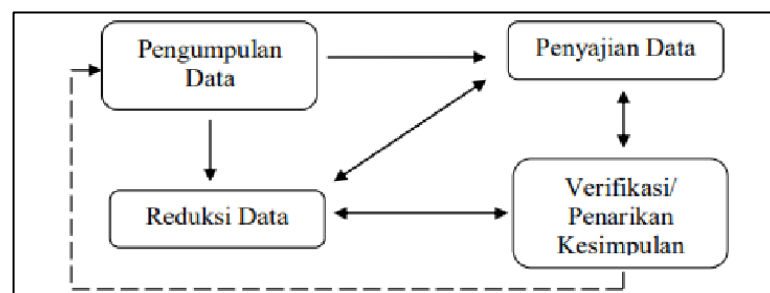 Pengumpulan
Data
Penyajian Data
Reduksi Data
Verifikasi/
Penarikan
Kesimpulan